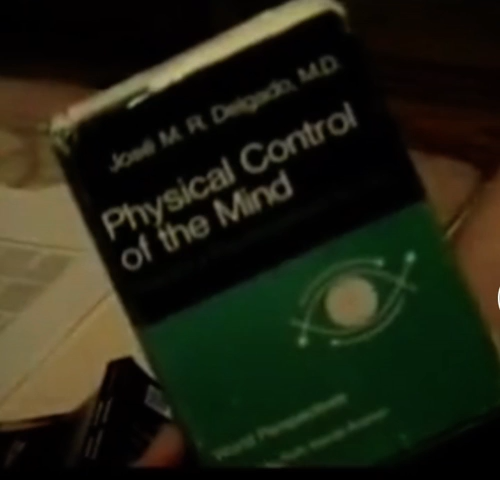 José M. R. Delgado, M.D.
Physical Control
of the Mind
World Perspectives